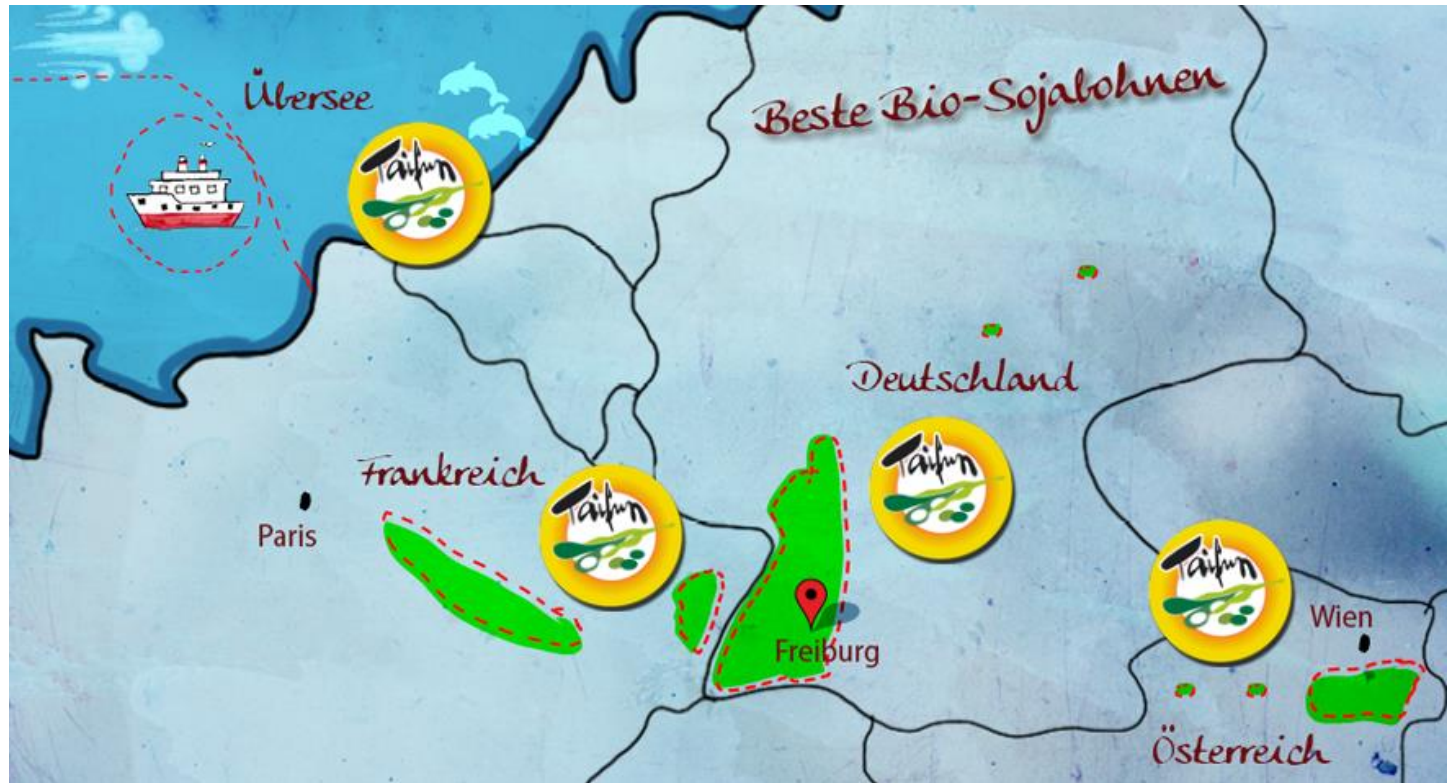 Übersee
Beste Bio-Sojabohnen
Taifun
Deutschland
Frankreich
Taifun
Taifun
Paris
Taifun
Wien
Freiburg
Österreich